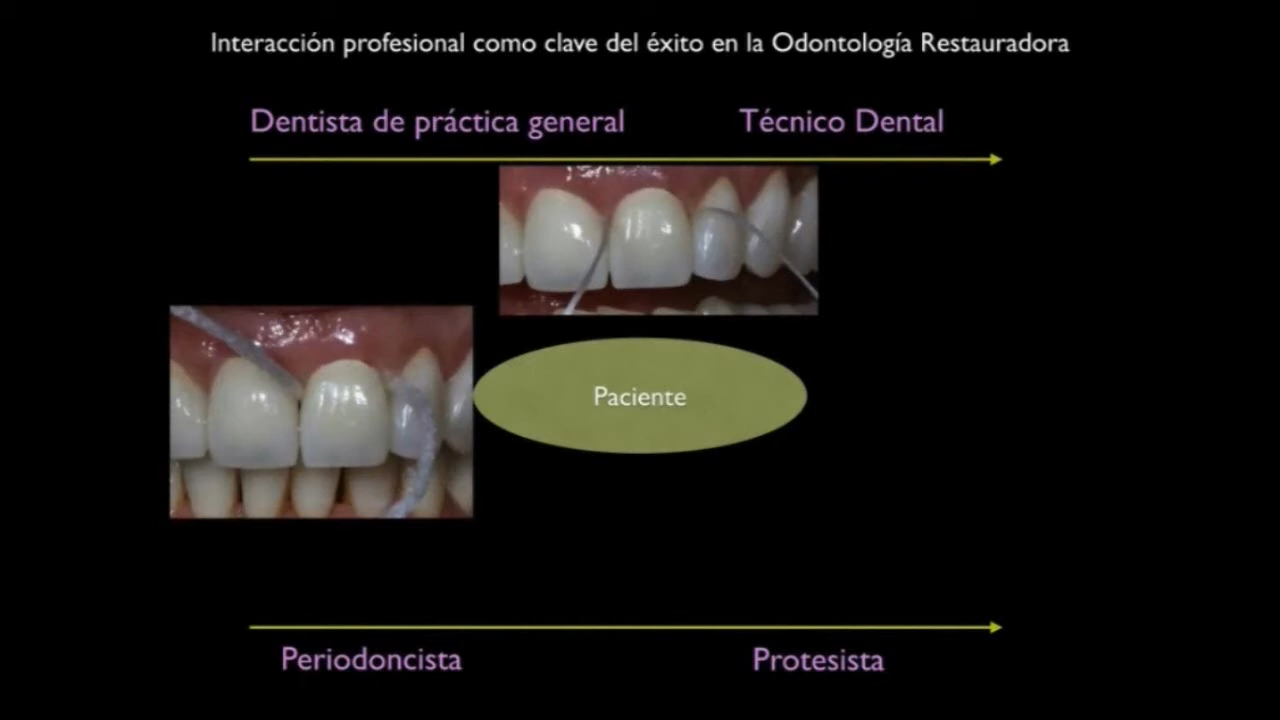 Interacción profesional como clave del éxito en la Odontología Restauradora
Dentista de práctica general
Técnico Dental
Paciente
Periodoncista
Protesista